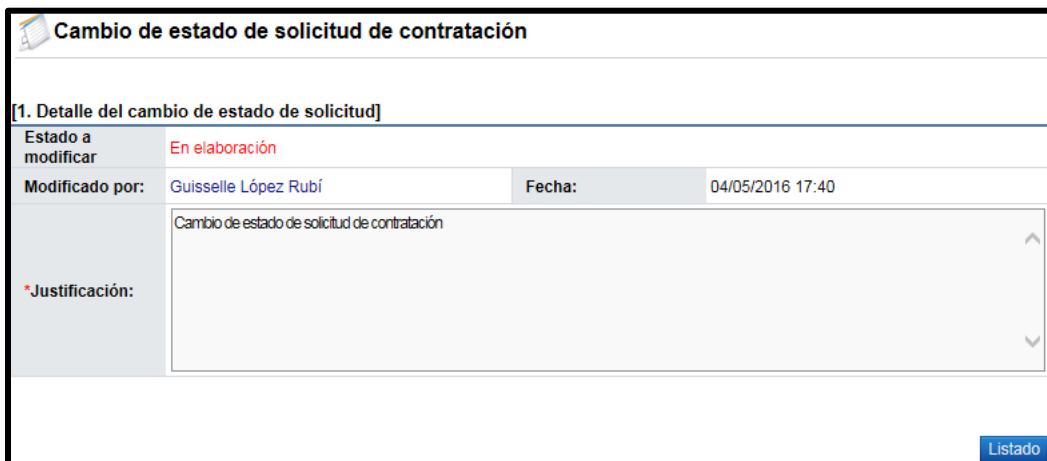 Cambio de estado de solicitud de contratación
[1. Detalle del cambio de estado de solicitud]
Estado a
modificar
En elaboración
Modificado por: Guisselle López Rubí Fecha: 04/05/2016 17:40
*Justificación:
Cambio de estado de solicitud de contratación
Listado